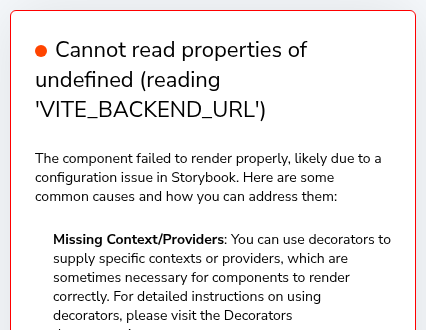 Cannot read properties of
undefined (reading
'VITE_BACKEND_URL')
The component failed to render properly, likely due to a
configuration issue in Storybook. Here are some
common causes and how you can address them:
Missing Context/Providers: You can use decorators to
supply specific contexts or providers, which are
sometimes necessary for components to render
correctly. For detailed instructions on using
decorators, please visit the Decorators